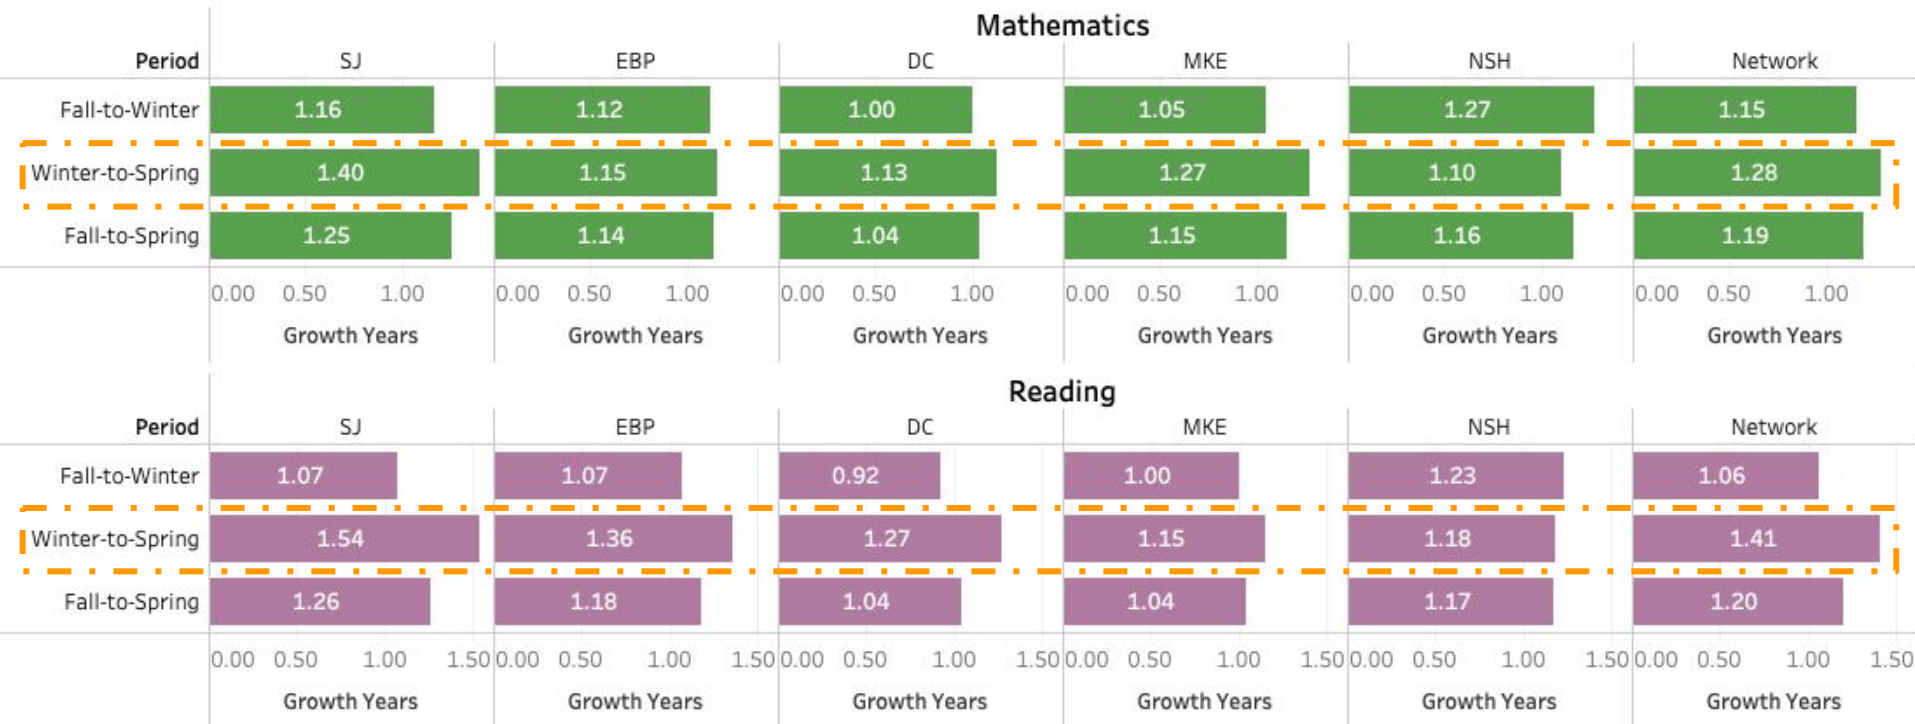 Mathematics
Period SJ EBP DC MKE NSH Network
Fall-to-Winter 1.16 1.12 1.00 1.05 1.27 1.15
Winter-to-Spring 1.40 1.15 1.13 1.27 1.10 1.28
Fall-to-Spring 1.25 1.14 1.04 1.15 1.16 1.19
0.00 0.50 1.00 0.00 0.50 1.00 0.00 0.50 1.00 0.00 0.50 1.00 0.00 0.50 1.00 0.00 0.50 1.00
Growth Years Growth Years Growth Years Growth Years Growth Years Growth Years
Reading
Period SJ EBP DC MKE NSH Network
Fall-to-Winter 1.07 1.07 0.92 1.00 1.23 1.06
Winter-to-Spring 1.54 1.36 1.27 1.15 1.18 1.41
Fall-to-Spring 1.26 1.18 1.04 1.04 1.17 1.20
0.00 0.50 1.00 1.50 0.00 0.50 1.00 1.50 0.00 0.50 1.00 1.50 0.00 0.50 1.00 1.50 0.00 0.50 1.00 1.50 0.00 0.50 1.00 1.50
Growth Years Growth Years Growth Years Growth Years Growth Years Growth Years